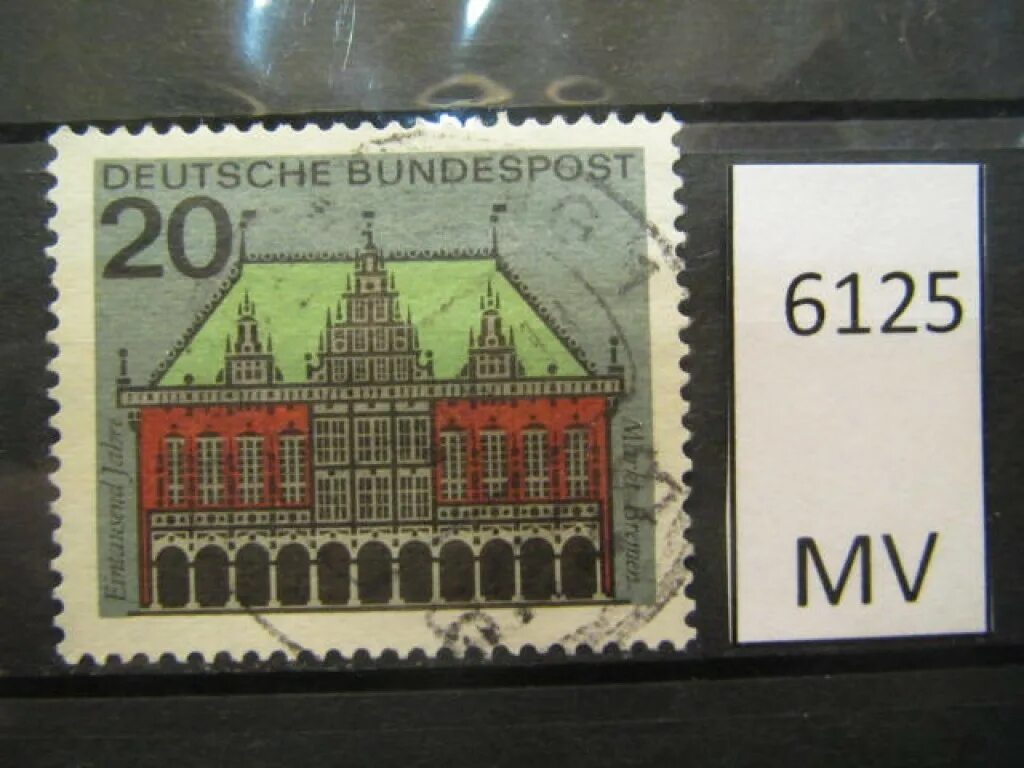 DEUTSCHE BUNDESPOST
20
Eintausend Jahre
Markt Bremen.
6125
MV